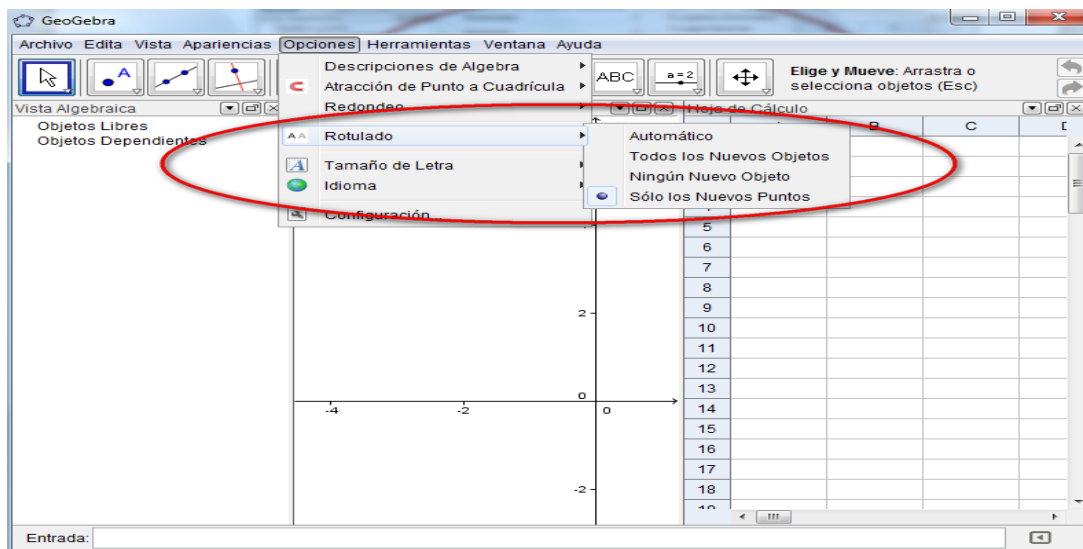 GeoGebra
Archivo Edita Vista Apariencias Opciones Herramientas Ventana Ayuda
A
ABC
a=2
Elige y Mueve: Arrastra o
selecciona objetos (Esc)
Descripciones de Algebra
Atracción de Punto a Cuadrícula
Redondeo
AA Rotulado
A Tamaño de Letra
Idioma
Configuración...
Automático
Todos los Nuevos Objetos
Ningún Nuevo Objeto
Sólo los Nuevos Puntos
Vista Algebraica
Objetos Libres
Objetos Dependientes
Hoja de Cálculo
B C
5
6
7
8
9
10
11
12
13
14
15
16
17
18
2
0
-4 -2 0
-2
Entrada: